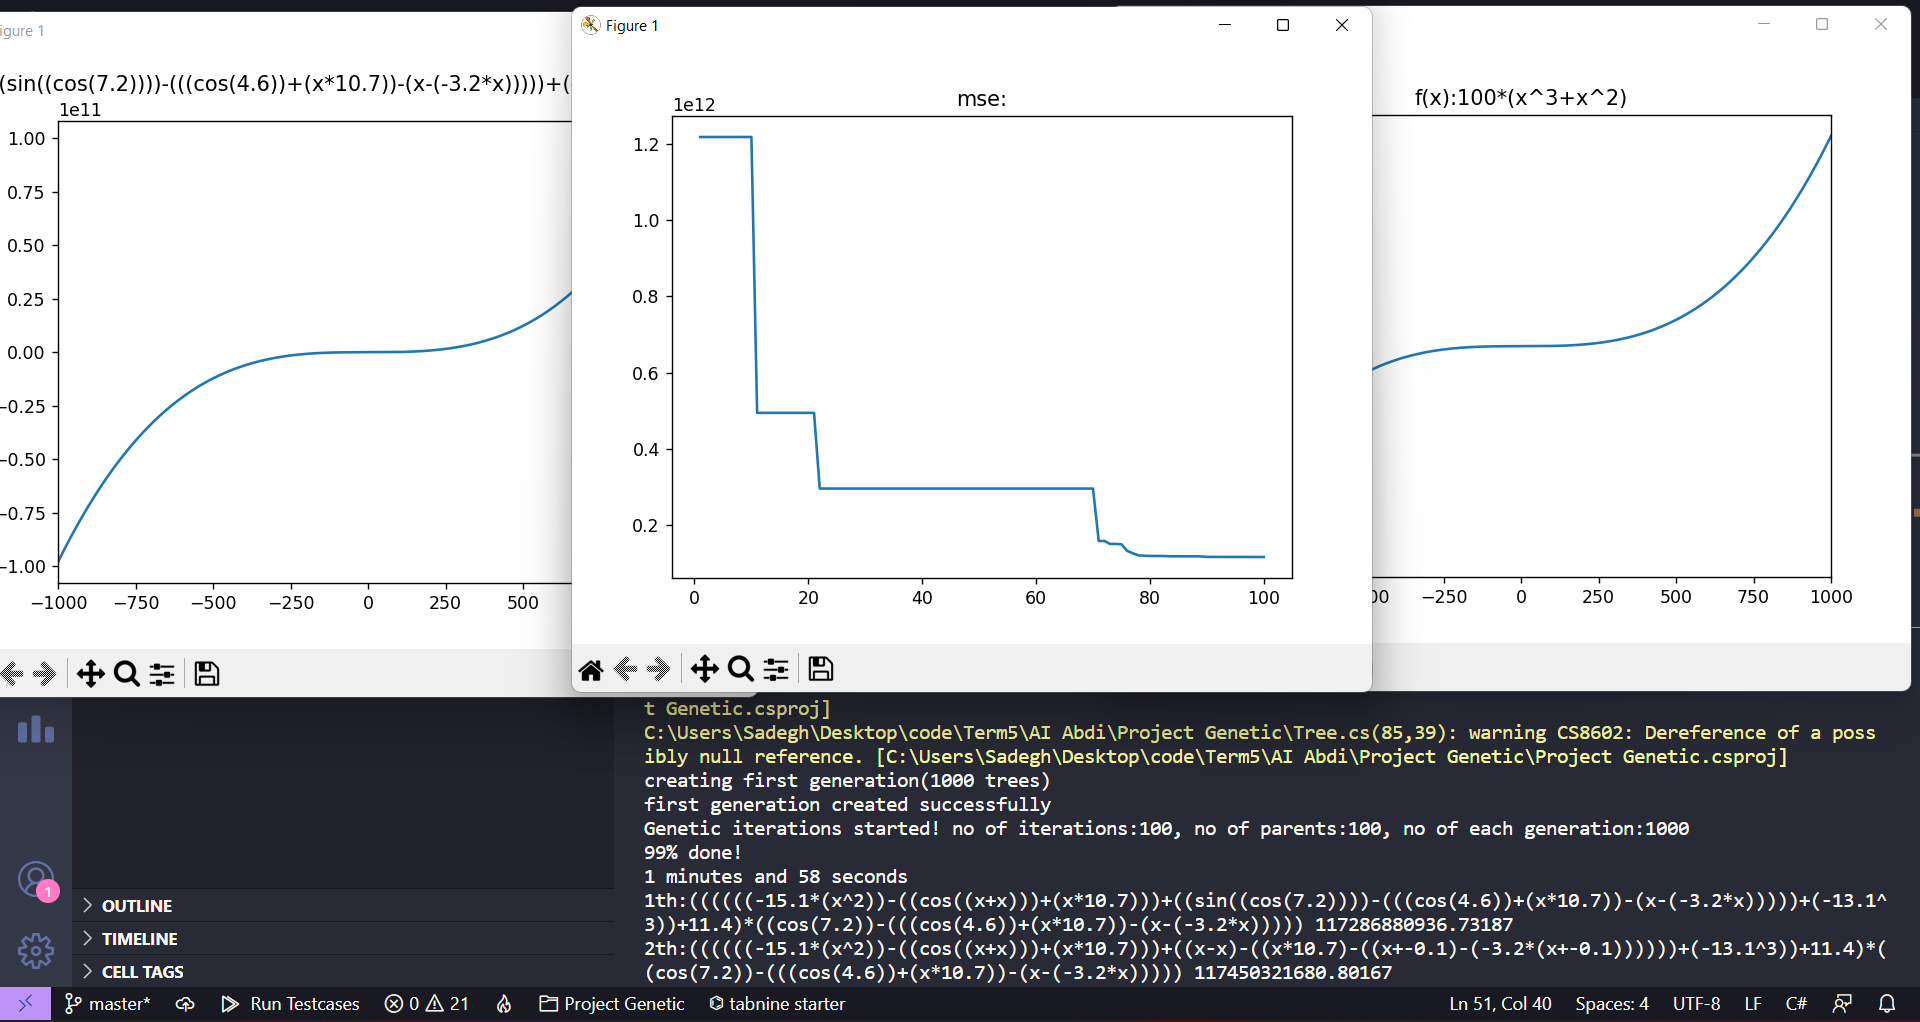 igure 1
(sin((cos(7.2))))-(((cos(4.6))+(x*10.7))-(x-(-3.2*x)))))+(
1e11
1.00
0.75
0.50
0.25
0.00
−0.25
−0.50
−0.75
−1.00
−1000 −750 −500 −250 0 250 500
Figure 1
mse:
1e12
1.2
1.0
0.8
0.6
0.4
0.2
0 20 40 60 80 100
f(x):100*(x^3+x^2)
00 −250 0 250 500 750 1000
t Genetic.csproj]
C:\Users\Sadegh\Desktop\code\Term5\AI Abdi\Project Genetic\Tree.cs(85,39): warning CS8602: Dereference of a poss
ibly null reference. [C:\Users\Sadegh\Desktop\code\Term5\AI Abdi\Project Genetic\Project Genetic.csproj]
creating first generation(1000 trees)
first generation created successfully
Genetic iterations started! no of iterations:100, no of parents:100, no of each generation:1000
99% done!
1 minutes and 58 seconds
1th:((((((-15.1*(x^2))-((cos((x+x)))+(x*10.7)))+((sin((cos(7.2))))-(((cos(4.6))+(x*10.7))-(x-(-3.2*x)))))+(-13.1^
3))+11.4)*((cos(7.2))-(((cos(4.6))+(x*10.7))-(x-(-3.2*x))))) 117286880936.73187
2th:((((((-15.1*(x^2))-((cos((x+x)))+(x*10.7)))+((x-x)-((x*10.7)-((x+-0.1)-(-3.2*(x+-0.1))))))+(-13.1^3))+11.4)*(
(cos(7.2))-(((cos(4.6))+(x*10.7))-(x-(-3.2*x))))) 117450321680.80167
1
OUTLINE
TIMELINE
CELL TAGS
master* Run Testcases 0 21 Project Genetic tabnine starter Ln 51, Col 40 Spaces: 4 UTF-8 LF C#